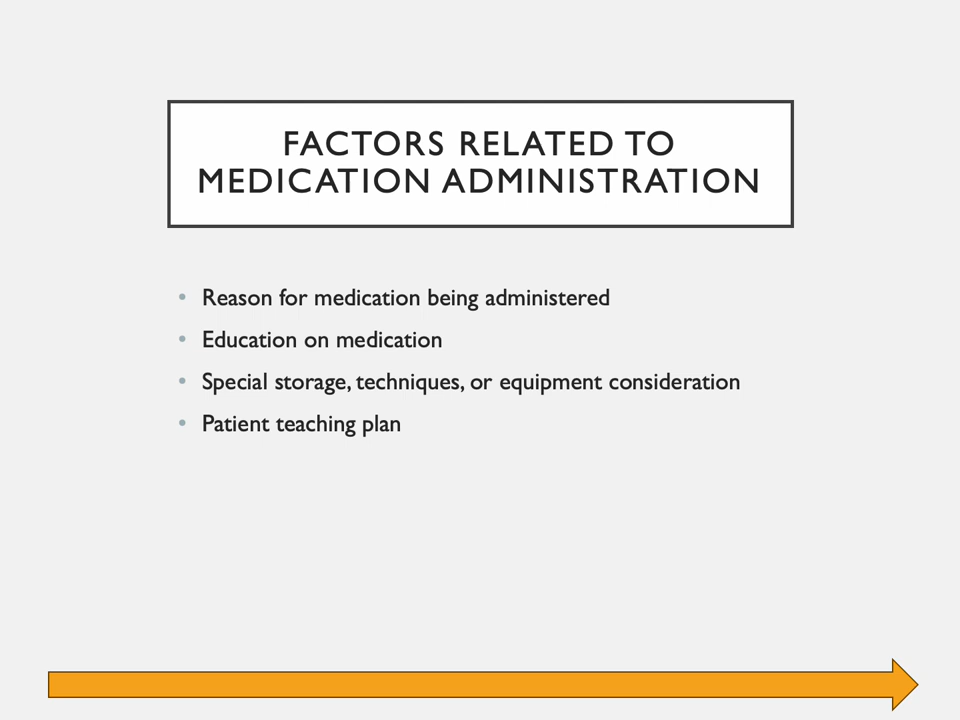 FACTORS RELATED TO
MEDICATION ADMINISTRATION
• Reason for medication being administered
• Education on medication
• Special storage, techniques, or equipment consideration
• Patient teaching plan